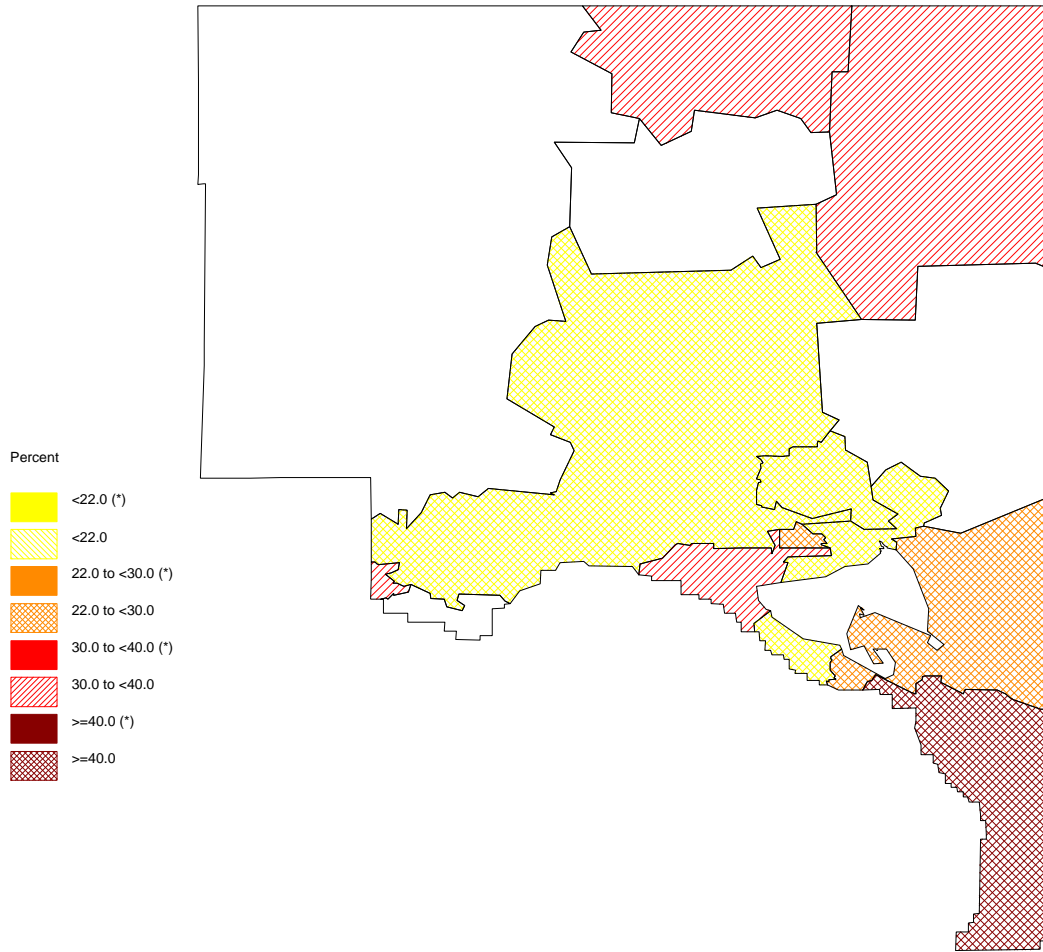 Percent
<22.0 (*)
<22.0
22.0 to <30.0 (*)
22.0 to <30.0
30.0 to <40.0 (*)
30.0 to <40.0
>=40.0 (*)
>=40.0